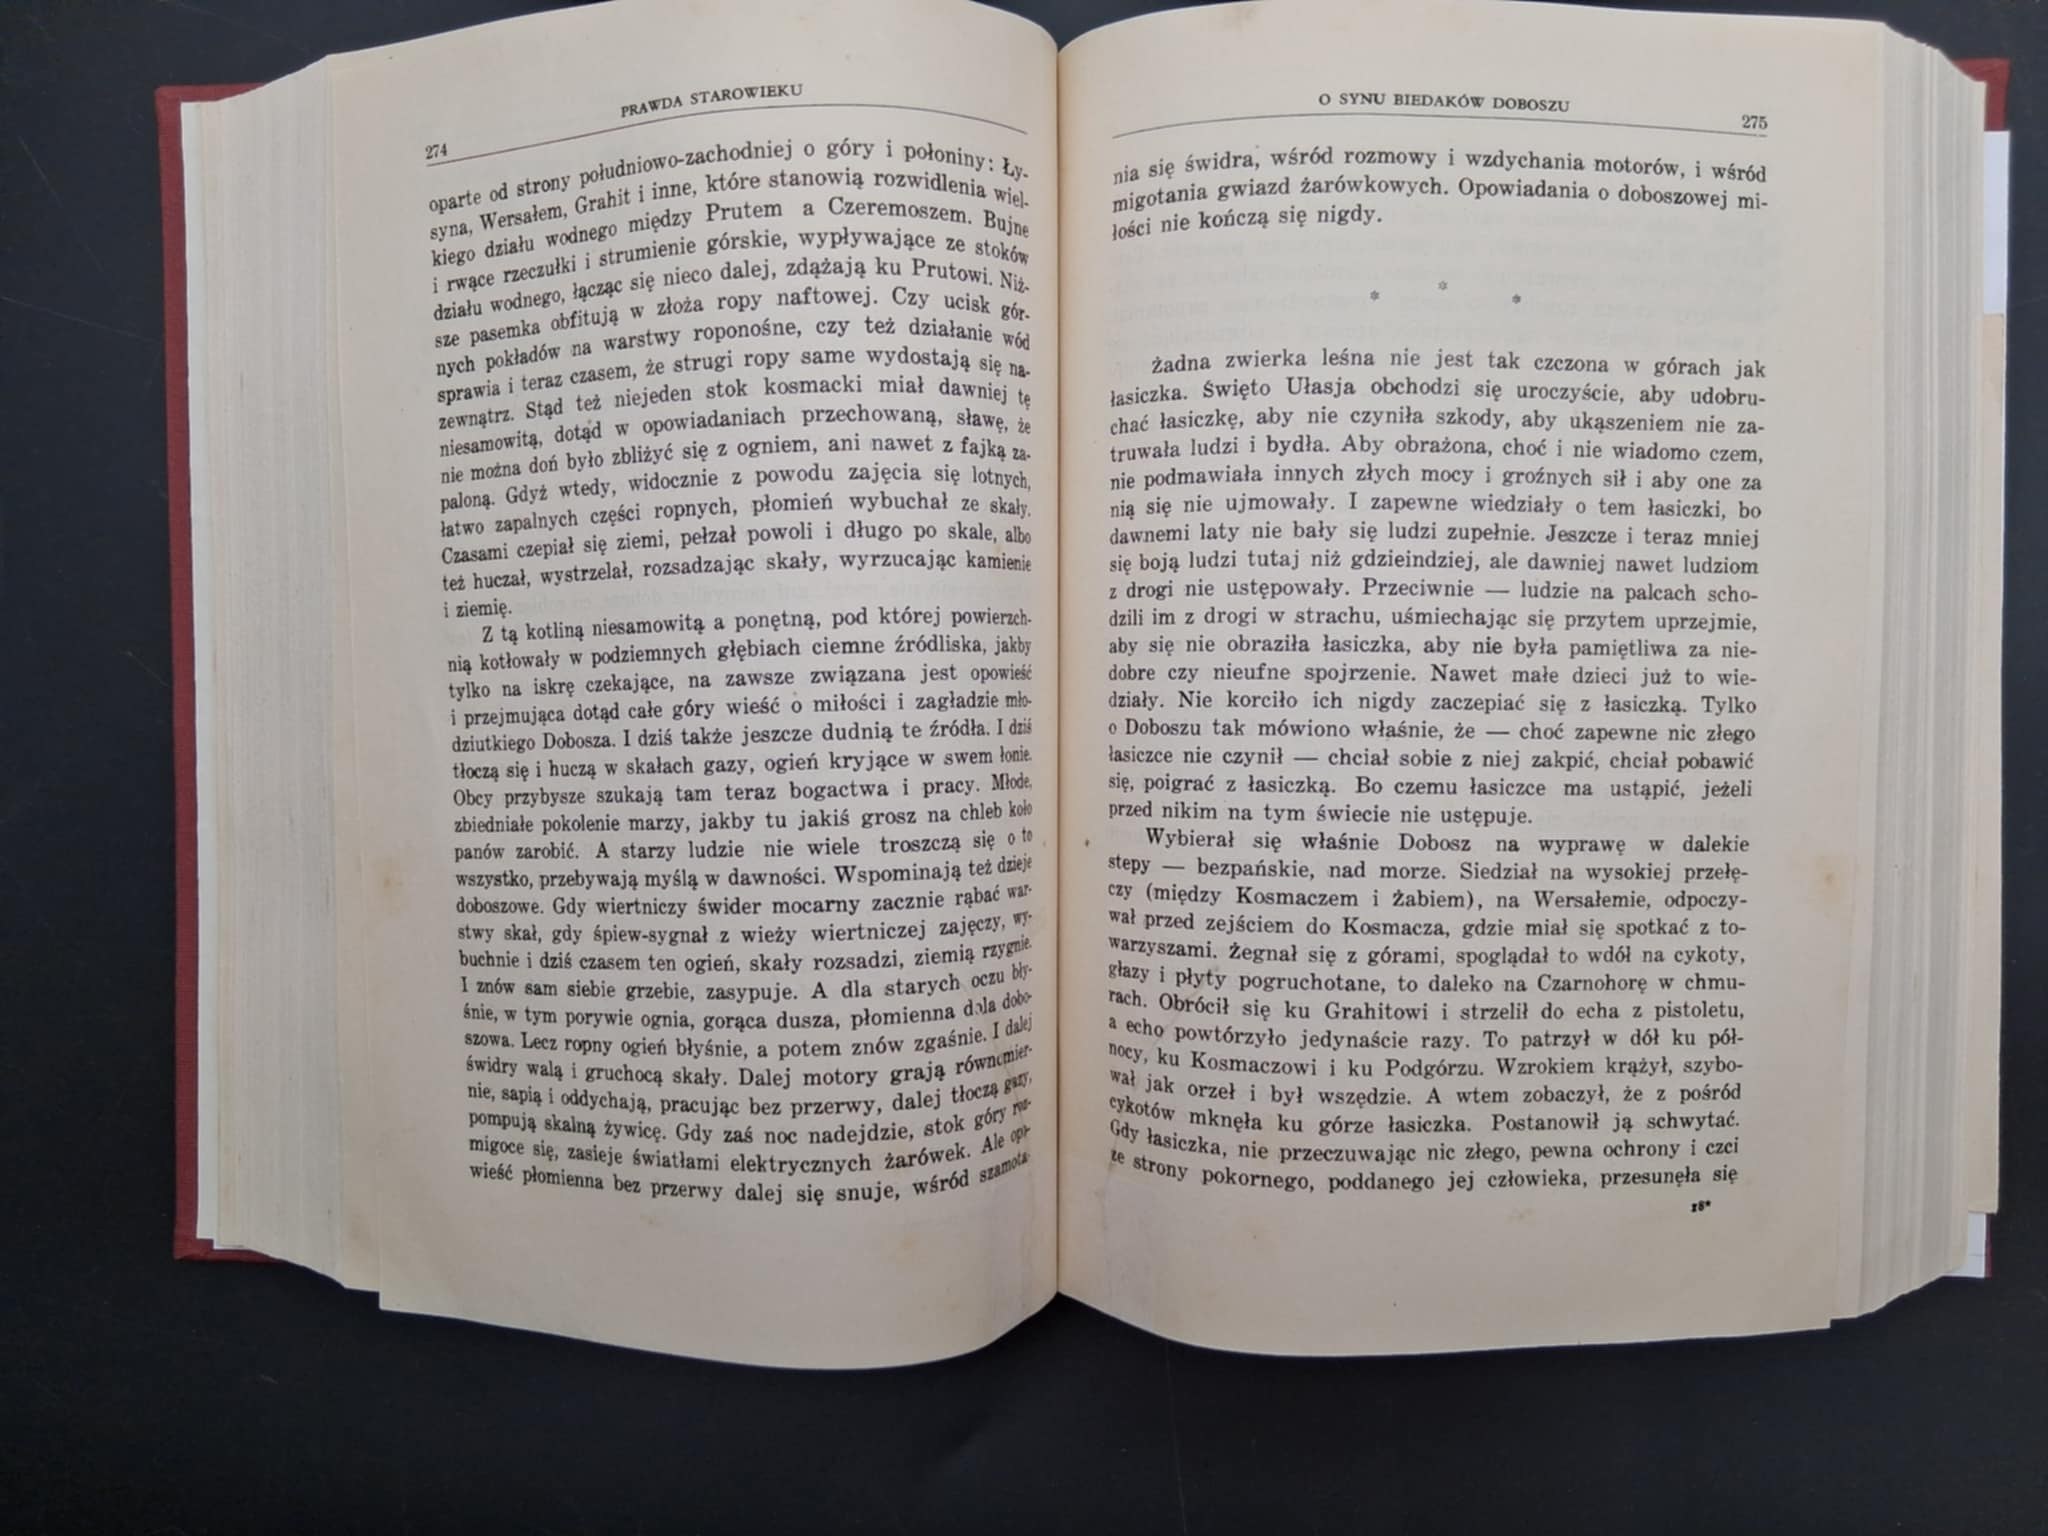 PRAWDA STAROWIEKU
274
oparte od strony południowo-zachodniej o góry i połoniny: Ły-
syna, Wersałem, Grahit i inne, które stanowią rozwidlenia wiel-
kiego działu wodnego między Prutem a Czeremoszem. Bujne
i rwące rzeczułki i strumienie górskie, wypływające ze stoków
działu wodnego, łącząc się nieco dalej, zdążają ku Prutowi. Niż-
sze pasemka obfitują w złoża ropy naftowej. Czy ucisk gór-
nych pokładów na warstwy roponośne, czy też działanie wód
sprawia i teraz czasem, że strugi ropy same wydostają się na-
zewnątrz. Stąd też niejeden stok kosmacki miał dawniej tę
niesamowitą, dotąd w opowiadaniach przechowaną, sławę, że
nie można doń było zbliżyć się z ogniem, ani nawet z fajką za-
paloną. Gdyż wtedy, widocznie z powodu zajęcia się lotnych,
łatwo zapalnych części ropnych, płomień wybuchał ze skały.
Czasami czepiał się ziemi, pełzał powoli i długo po skale, albo
też huczał, wystrzelał, rozsadzając skały, wyrzucając kamienie
i ziemię.
Z tą kotliną niesamowitą a ponętną, pod której powierzch-
nią kotłowały w podziemnych głębiach ciemne źródliska, jakby
tylko na iskrę czekające, na zawsze związana jest opowieść
i przejmująca dotąd całe góry wieść o miłości i zagładzie mło-
dziutkiego Dobosza. I dziś także jeszcze dudnią te źródła. I dziś
tłoczą się i huczą w skałach gazy, ogień kryjące w swem łonie.
Obcy przybysze szukają tam teraz bogactwa i pracy. Młode,
zbiedniałe pokolenie marzy, jakby tu jakiś grosz na chleb koło
panów zarobić. A starzy ludzie nie wiele troszczą się o to
wszystko, przebywają myślą w dawności. Wspominają też dzieje
doboszowe. Gdy wiertniczy świder mocarny zacznie rąbać war-
stwy skał, gdy śpiew-sygnał z wieży wiertniczej zajęczy, wy-
buchnie i dziś czasem ten ogień, skały rozsadzi, ziemią rzygnie.
I znów sam siebie grzebie, zasypuje. A dla starych oczu bły-
śnie, w tym porywie ognia, gorąca dusza, płomienna dola dobo-
szowa. Lecz ropny ogień błyśnie, a potem znów zgaśnie. I dalej
świdry walą i gruchocą skały. Dalej motory grają równomier-
nie, sapią i oddychają, pracując bez przerwy, dalej tłoczą gazy,
pompują skalną żywicę. Gdy zaś noc nadejdzie, stok góry roz-
migoce się, zasieje światłami elektrycznych żarówek. Ale opo-
wieść płomienna bez przerwy dalej się snuje, wśród szamota-
O SYNU BIEDAKÓW DOBOSZU
275
nia się świdra, wśród rozmowy i wzdychania motorów, i wśród
migotania gwiazd żarówkowych. Opowiadania o doboszowej mi-
łości nie kończą się nigdy.
* * *
Żadna zwierka leśna nie jest tak czczona w górach jak
łasiczka. Święto Ułasja obchodzi się uroczyście, aby udobru-
chać łasiczkę, aby nie czyniła szkody, aby ukąszeniem nie za-
truwała ludzi i bydła. Aby obrażona, choć i nie wiadomo czem,
nie podmawiała innych złych mocy i groźnych sił i aby one za
nią się nie ujmowały. I zapewne wiedziały o tem łasiczki, bo
dawnemi laty nie bały się ludzi zupełnie. Jeszcze i teraz mniej
się boją ludzi tutaj niż gdzieindziej, ale dawniej nawet ludziom
z drogi nie ustępowały. Przeciwnie — ludzie na palcach scho-
dzili im z drogi w strachu, uśmiechając się przytem uprzejmie,
aby się nie obraziła łasiczka, aby nie była pamiętliwa za nie-
dobre czy nieufne spojrzenie. Nawet małe dzieci już to wie-
działy. Nie korciło ich nigdy zaczepiać się z łasiczką. Tylko
o Doboszu tak mówiono właśnie, że — choć zapewne nic złego
łasiczce nie czynił — chciał sobie z niej zakpić, chciał pobawić
się, poigrać z łasiczką. Bo czemu łasiczce ma ustąpić, jeżeli
przed nikim na tym świecie nie ustępuje.
Wybierał się właśnie Dobosz na wyprawę w dalekie
stepy — bezpańskie, nad morze. Siedział na wysokiej przełę-
czy (między Kosmaczem i Żabiem), na Wersałemie, odpoczy-
wał przed zejściem do Kosmacza, gdzie miał się spotkać z to-
warzyszami. Żegnał się z górami, spoglądał to wdół na cykoty,
głazy i płyty pogruchotane, to daleko na Czarnohorę w chmu-
rach. Obrócił się ku Grahitowi i strzelił do echa z pistoletu,
a echo powtórzyło jedynaście razy. To patrzył w dół ku pół-
nocy, ku Kosmaczowi i ku Podgórzu. Wzrokiem krążył, szybo-
wał jak orzeł i był wszędzie. A wtem zobaczył, że z pośród
cykotów mknęła ku górze łasiczka. Postanowił ją schwytać.
Gdy łasiczka, nie przeczuwając nic złego, pewna ochrony i czci
ze strony pokornego, poddanego jej człowieka, przesunęła się
18*